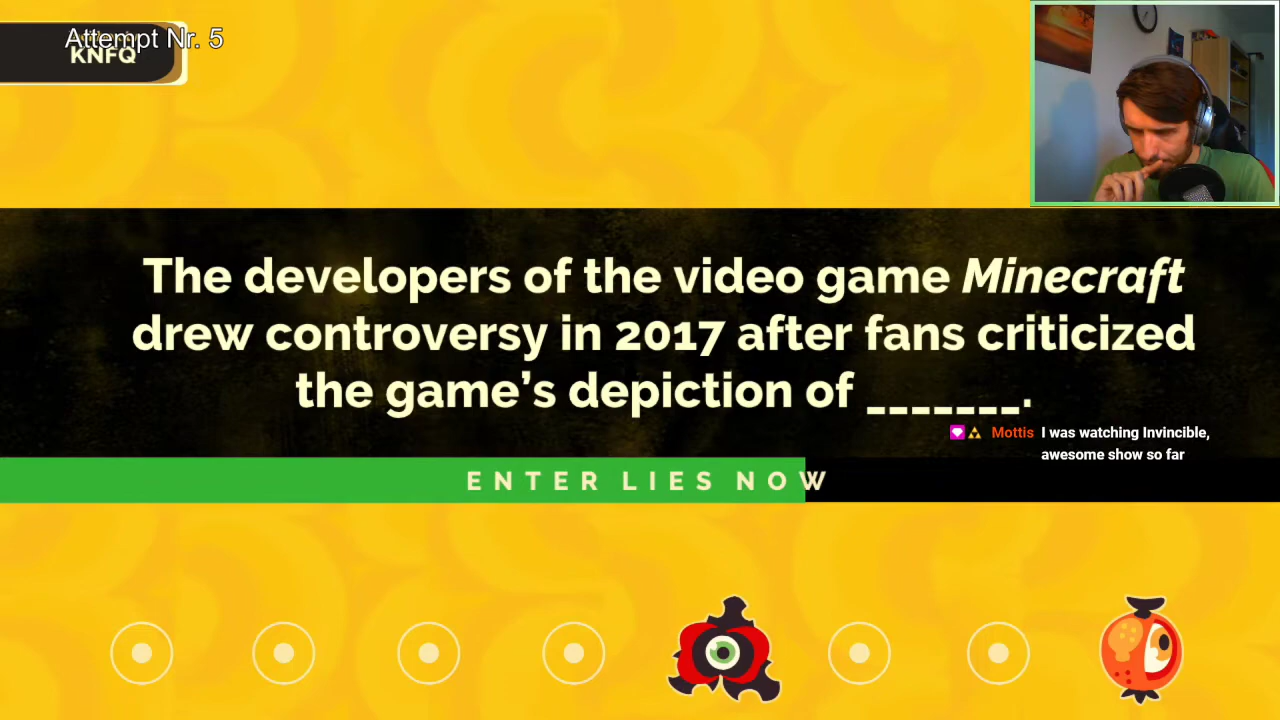 Attempt Nr. 5
KNFQ
The developers of the video game Minecraft
drew controversy in 2017 after fans criticized
the game's depiction of _______.
Mottis I was watching Invincible,
awesome show so far
ENTER LIES NOW